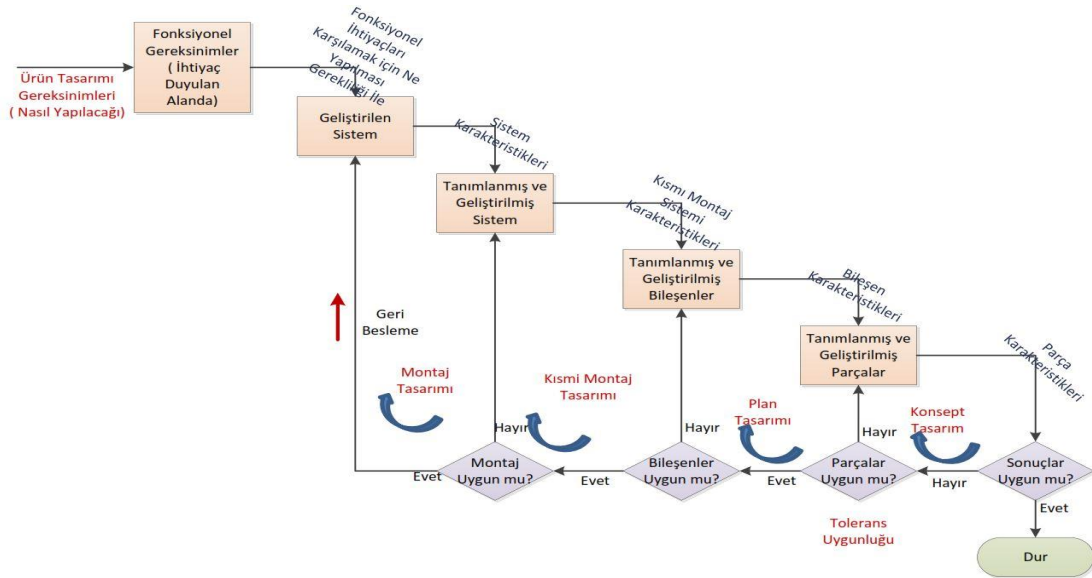 Fonksiyonel
Gereksinimler
( İhtiyaç
Duyulan
Alanda)
Ürün Tasarımı
Gereksinimleri
( Nasıl Yapılacağı)
Fonksiyonel
İhtiyaçları
Karşılamak için Ne
Yapılması
Gerekliliği İle
Geliştirilen
Sistem
Sistem
Karakteristikleri
Tanımlanmış ve
Geliştirilmiş
Sistem
Kısmı Montaj
Sistemi
Karakteristikleri
Tanımlanmış ve
Geliştirilmiş
Bileşenler
Bileşen
Karakteristikleri
Tanımlanmış ve
Geliştirilmiş
Parçalar
Parça
Karakteristikleri
Geri
Besleme
Montaj
Tasarımı
Kısmi Montaj
Tasarımı
Plan
Tasarımı
Konsept
Tasarım
Hayır
Hayır
Hayır
Montaj
Uygun mu?
Bileşenler
Uygun mu?
Parçalar
Uygun mu?
Sonuçlar
Uygun mu?
Evet
Evet
Evet
Hayır
Evet
Tolerans
Uygunluğu
Dur